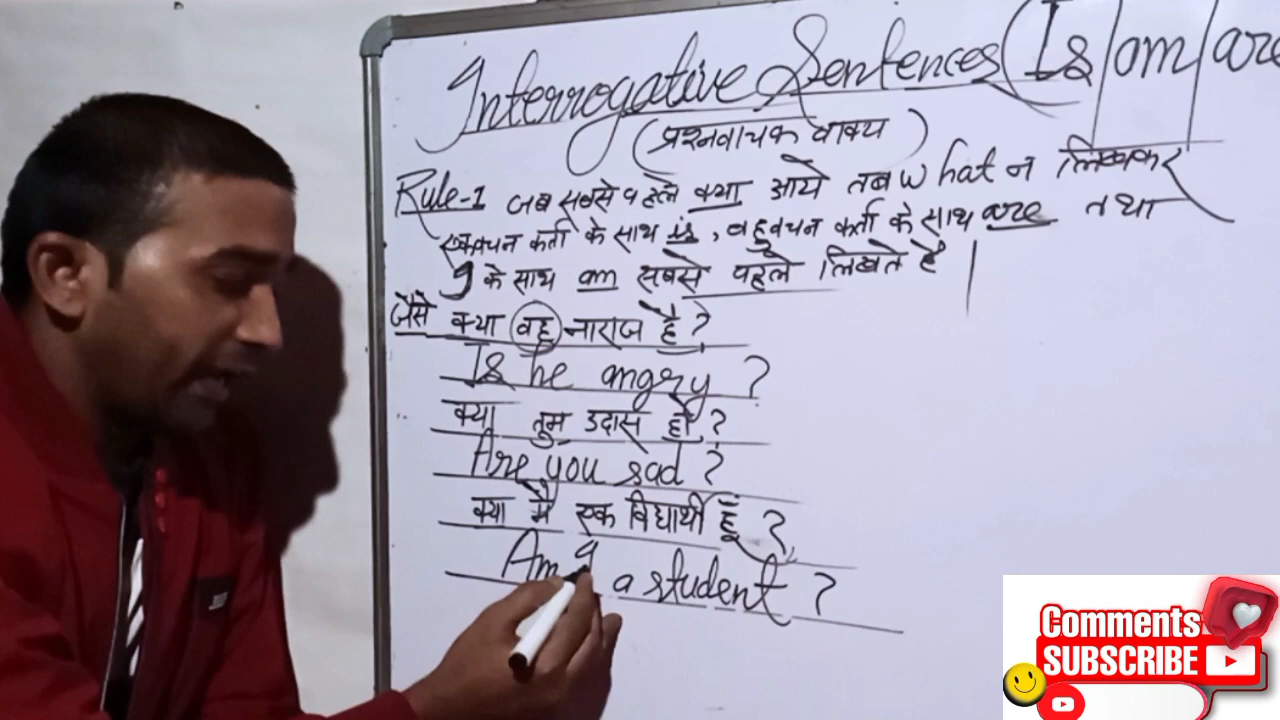 Interrogative Sentences (Is/am/are
(प्रश्नवाचक वाक्य)
Rule-1 जब सबसे पहले क्या आये तब What न लिखकर
एकवचन कर्ता के साथ is, बहुवचन कर्ता के साथ are तथा
I के साथ am सबसे पहले लिखते है |
जैसे क्या वह नाराज है?
Is he angry ?
क्या तुम उदास हो ?
Are you sad ?
क्या मैं एक विद्यार्थी हूँ ?
Am I a student ?
Comments
SUBSCRIBE